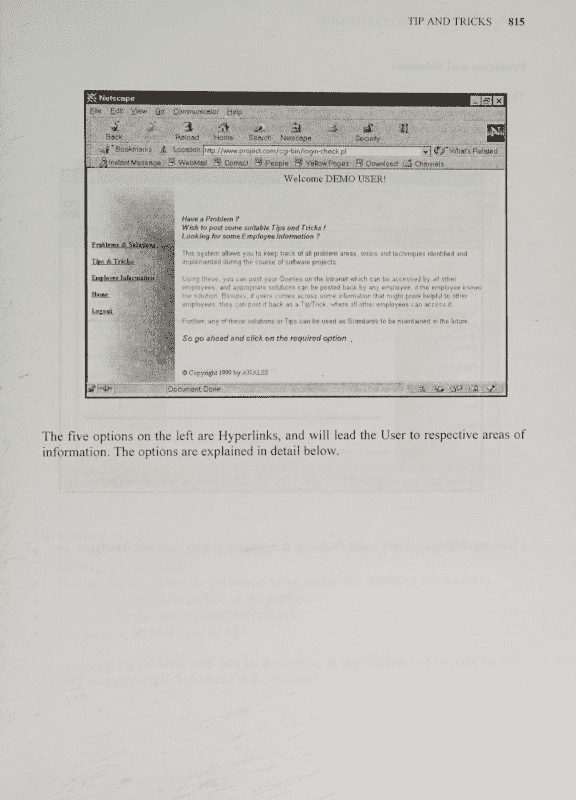 TIP AND TRICKS 815
Netscape
File Edit View Go Communicator Help
Back Reload Home Search Netscape Security
Bookmarks Location: http://www.project.com/cgi-bin/login-check.pl What's Related
Instant Message WebMail Contact People Yellow Pages Download Channels
Welcome DEMO USER!
Have a Problem ?
Wish to post some suitable Tips and Tricks !
Looking for some Employee Information ?
Problems & Solutions
Tips & Tricks
Employee Information
Home
Logout
This system allows you to keep track of all problem areas, errors and techniques identified and
implemented during the course of software projects.
Using these, you can post your Queries on the Intranet which can be accessed by all other
employees, and appropriate solutions can be posted back by any employee, if the employee knows
the solution. Besides, if users comes across some information that might prove helpful to other
employees, they can post it back as a Tip/Trick, where all other employees can access it.
Further, any of these solutions or Tips can be used as Standards to be maintained in the future.
So go ahead and click on the required option .
© Copyright 1999 by ANALEE
Document: Done
The five options on the left are Hyperlinks, and will lead the User to respective areas of
information. The options are explained in detail below.